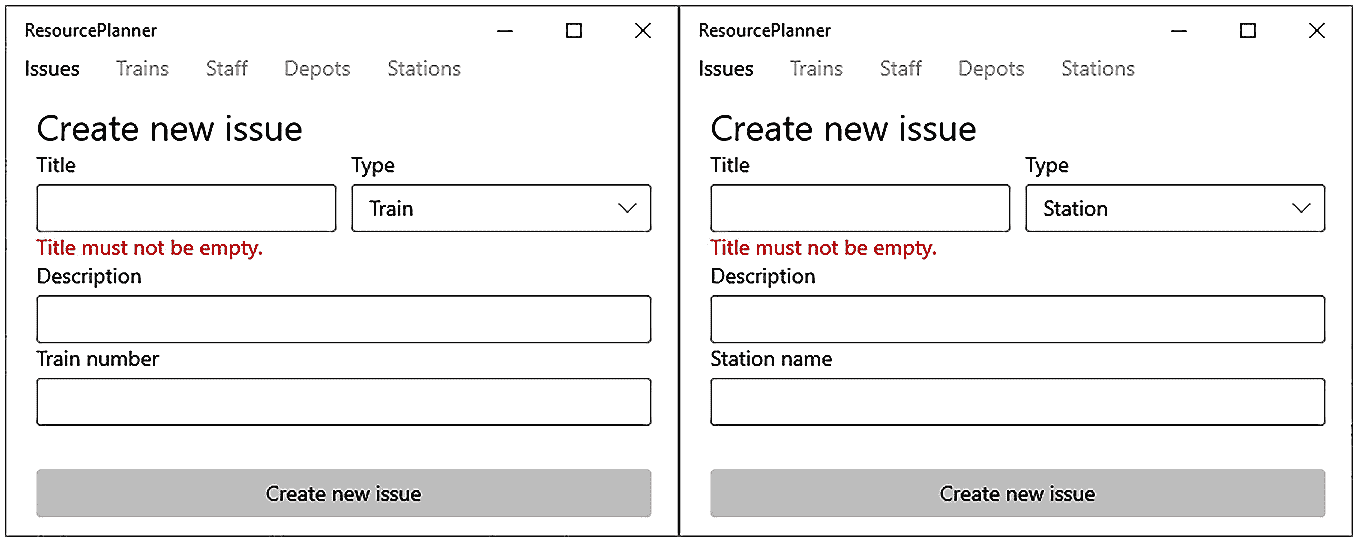 ResourcePlanner
Issues Trains Staff Depots Stations
Create new issue
Title Type
Train
Title must not be empty.
Description
Train number
Create new issue
ResourcePlanner
Issues Trains Staff Depots Stations
Create new issue
Title Type
Station
Title must not be empty.
Description
Station name
Create new issue